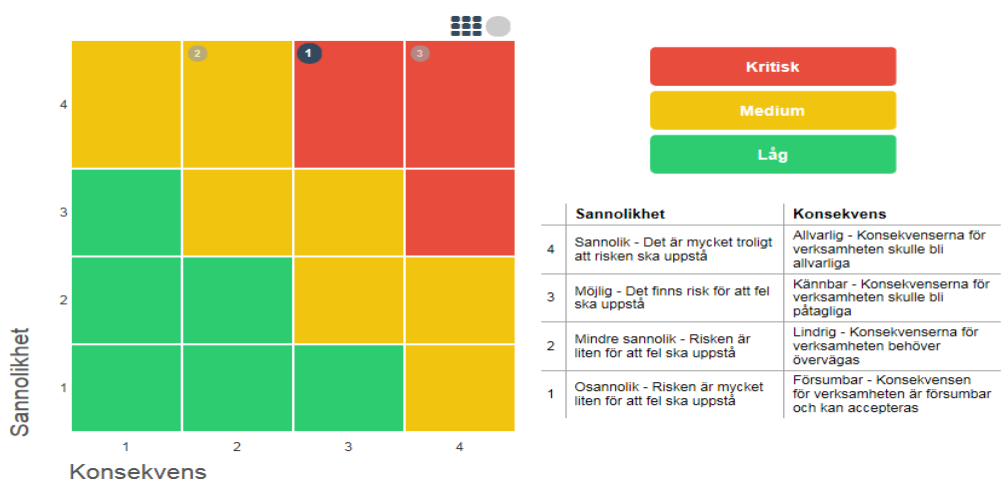 2
1
3
4
3
2
1
Sannolikhet
1
2
3
4
Konsekvens
Kritisk
Medium
Låg
Sannolikhet
Konsekvens
4
Sannolik - Det är mycket troligt
att risken ska uppstå
Allvarlig - Konsekvenserna för
verksamheten skulle bli
allvarliga
3
Möjlig - Det finns risk för att fel
ska uppstå
Kännbar - Konsekvenserna för
verksamheten skulle bli
påtagliga
2
Mindre sannolik - Risken är
liten för att fel ska uppstå
Lindrig - Konsekvenserna för
verksamheten behöver
övervägas
1
Osannolik - Risken är mycket
liten för att fel ska uppstå
Försumbar - Konsekvensen
för verksamheten är försumbar
och kan accepteras